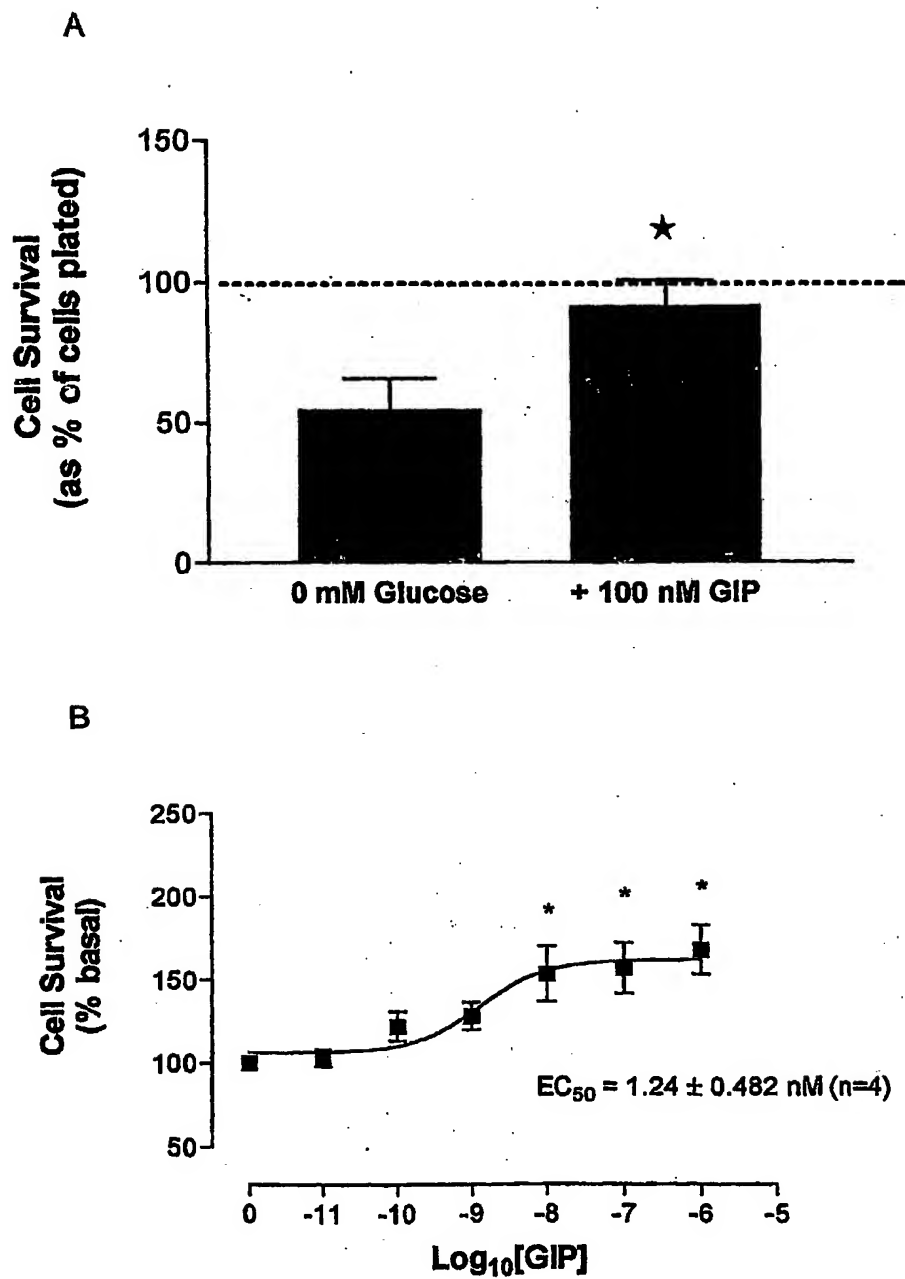 A
Cell Survival
(as % of cells plated)
150
100
50
0
★
0 mM Glucose
+ 100 nM GIP
B
Cell Survival
(% basal)
250
200
150
100
50
* * *
EC₅₀ = 1.24 ± 0.482 nM (n=4)
0 -11 -10 -9 -8 -7 -6 -5
Log₁₀[GIP]